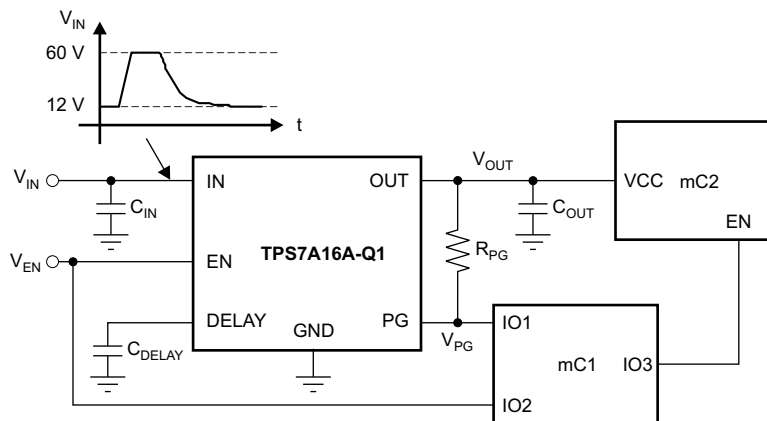 V_IN
60 V
12 V
t
V_IN
C_IN
IN
OUT
V_OUT
C_OUT
VCC
mC2
EN
V_EN
EN
TPS7A16A-Q1
R_PG
DELAY
GND
PG
V_PG
C_DELAY
IO1
mC1
IO3
IO2